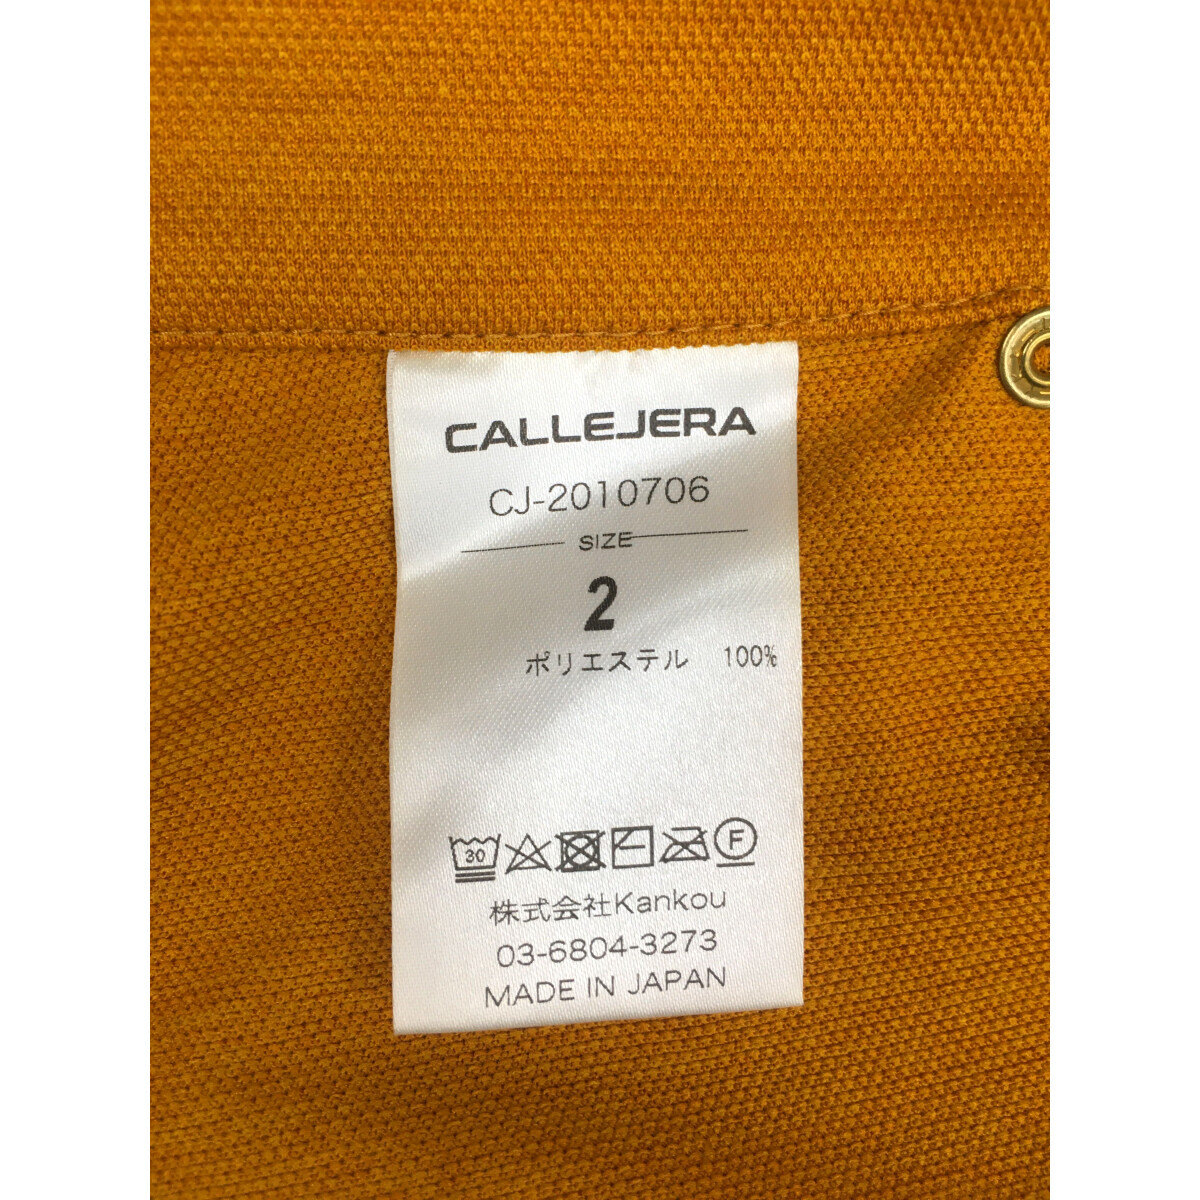 CALLEJERA
CJ-2010706
SIZE
2
ポリエステル 100%
30 F
株式会社Kankou
03-6804-3273
MADE IN JAPAN